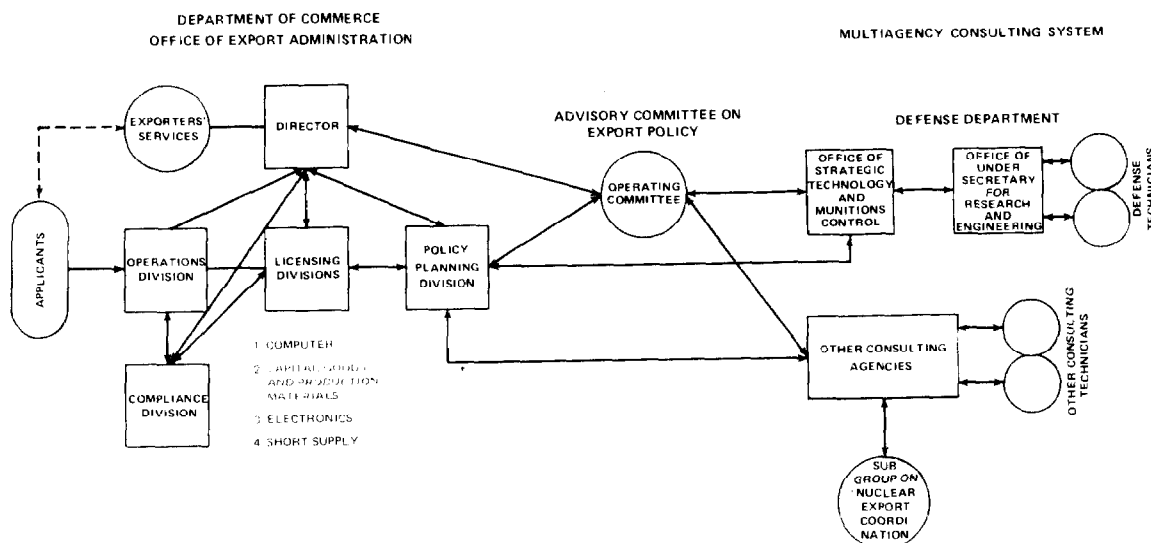 DEPARTMENT OF COMMERCE
OFFICE OF EXPORT ADMINISTRATION
MULTIAGENCY CONSULTING SYSTEM
EXPORTERS'
SERVICES
DIRECTOR
ADVISORY COMMITTEE ON
EXPORT POLICY
OPERATING
COMMITTEE
DEFENSE DEPARTMENT
OFFICE OF
STRATEGIC
TECHNOLOGY
AND
MUNITIONS
CONTROL
OFFICE OF
UNDER
SECRETARY
FOR
RESEARCH
AND
ENGINEERING
DEFENSE
TECHNICIANS
APPLICANTS
OPERATIONS
DIVISION
LICENSING
DIVISIONS
POLICY
PLANNING
DIVISION
COMPLIANCE
DIVISION
1 COMPUTER
2 CAPITAL GOODS
AND PRODUCTION
MATERIALS
3 ELECTRONICS
4 SHORT SUPPLY
OTHER CONSULTING
AGENCIES
OTHER CONSULTING
TECHNICIANS
SUB
GROUP ON
NUCLEAR
EXPORT
COORDI
NATION